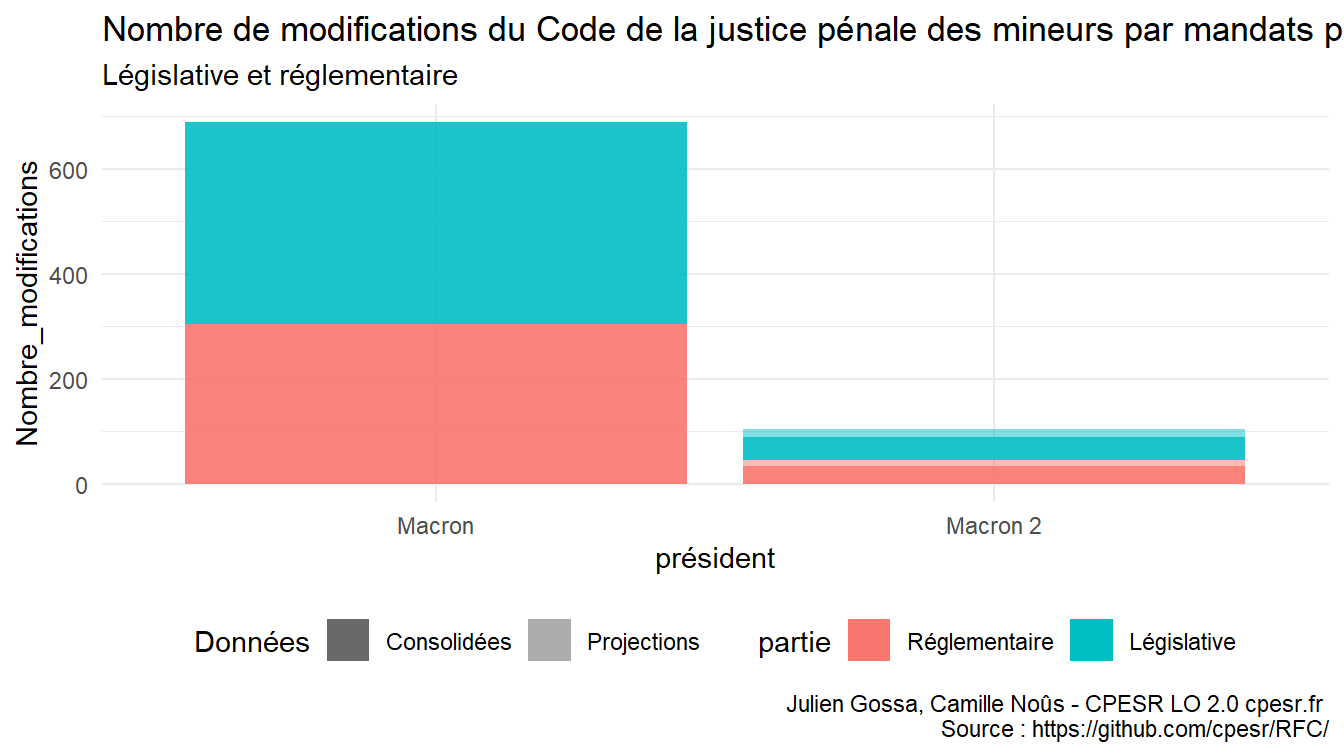 Nombre de modifications du Code de la justice pénale des mineurs par mandats p
Législative et réglementaire
Nombre_modifications
600
400
200
0
Macron
Macron 2
président
Données
Consolidées
Projections
partie
Réglementaire
Législative
Julien Gossa, Camille Noûs - CPESR LO 2.0 cpesr.fr
Source : https://github.com/cpesr/RFC/